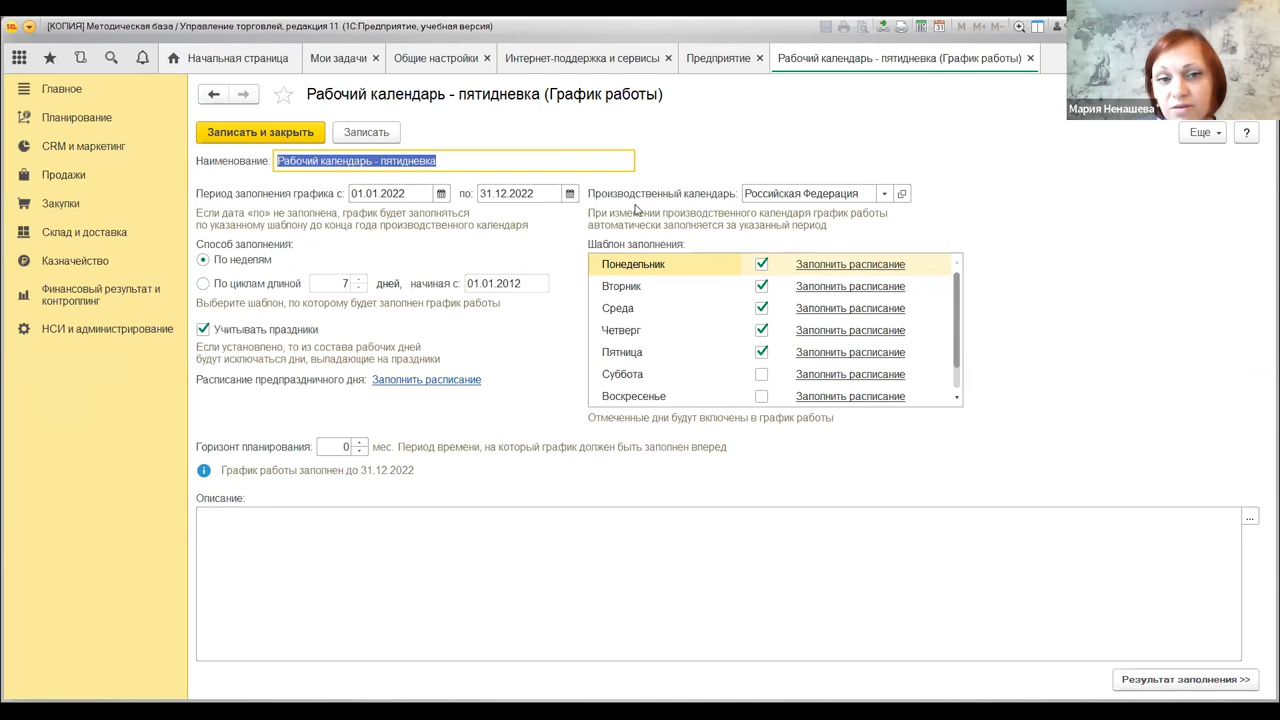 [КОПИЯ] Методическая база / Управление торговлей, редакция 11 (1С:Предприятие, учебная версия)
M M+ M−
Начальная страница
Мои задачи ×
Общие настройки ×
Интернет-поддержка и сервисы ×
Предприятие ×
Рабочий календарь - пятидневка (График работы) ×
Мария Ненашева
Главное
Планирование
CRM и маркетинг
Продажи
Закупки
Склад и доставка
Казначейство
Финансовый результат и
контроллинг
НСИ и администрирование
Рабочий календарь - пятидневка (График работы)
Записать и закрыть
Записать
Еще
?
Наименование: Рабочий календарь - пятидневка
Период заполнения графика с: 01.01.2022 по: 31.12.2022
Производственный календарь: Российская Федерация
Если дата «по» не заполнена, график будет заполняться
по указанному шаблону до конца года производственного календаря
При изменении производственного календаря график работы
автоматически заполняется за указанный период
Способ заполнения:
По неделям
По циклам длиной 7 дней, начиная с: 01.01.2012
Выберите шаблон, по которому будет заполнен график работы
Учитывать праздники
Если установлено, то из состава рабочих дней
будут исключаться дни, выпадающие на праздники
Расписание предпраздничного дня: Заполнить расписание
Шаблон заполнения:
Понедельник Заполнить расписание
Вторник Заполнить расписание
Среда Заполнить расписание
Четверг Заполнить расписание
Пятница Заполнить расписание
Суббота Заполнить расписание
Воскресенье Заполнить расписание
Отмеченные дни будут включены в график работы
Горизонт планирования: 0 мес. Период времени, на который график должен быть заполнен вперед
График работы заполнен до 31.12.2022
Описание:
...
Результат заполнения >>